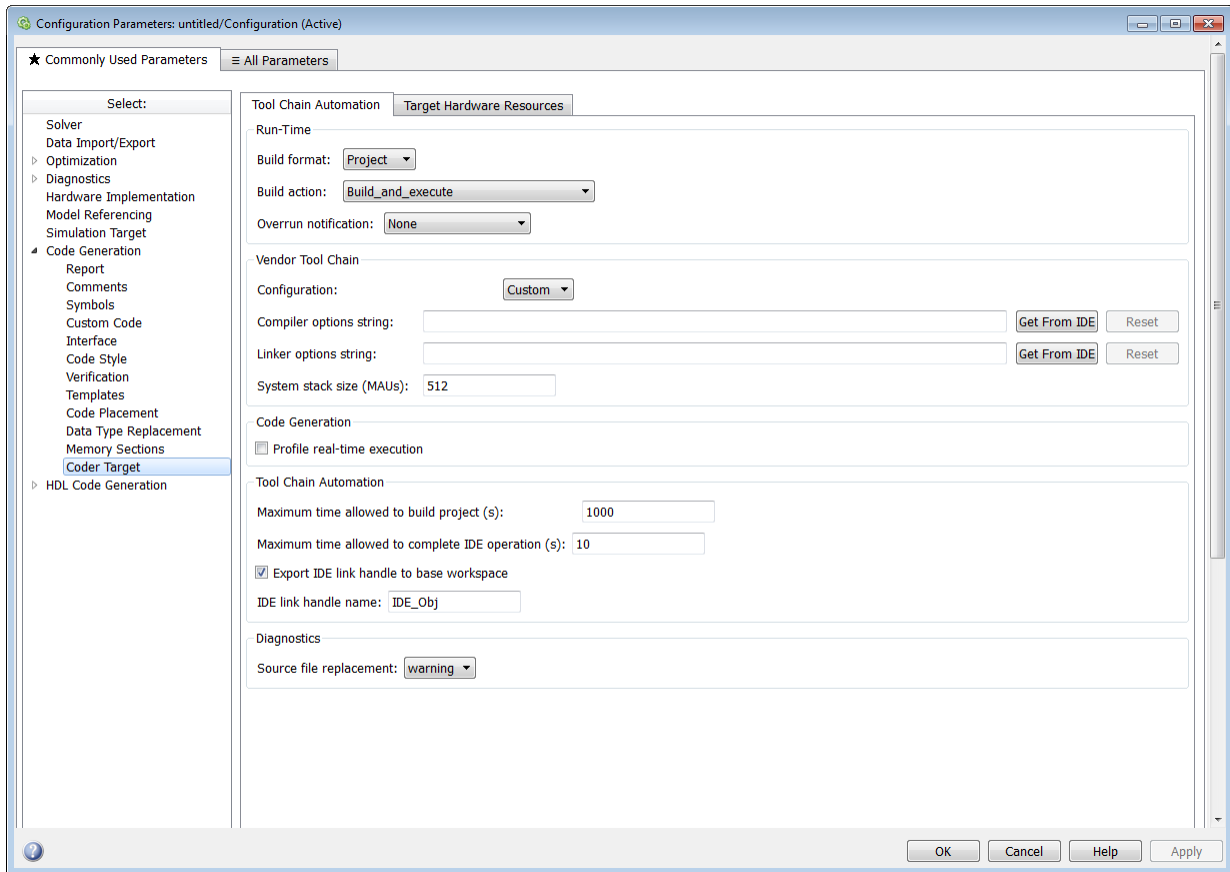 Configuration Parameters: untitled/Configuration (Active)
★ Commonly Used Parameters
≡ All Parameters
Select:
Solver
Data Import/Export
Optimization
Diagnostics
Hardware Implementation
Model Referencing
Simulation Target
Code Generation
Report
Comments
Symbols
Custom Code
Interface
Code Style
Verification
Templates
Code Placement
Data Type Replacement
Memory Sections
Coder Target
HDL Code Generation
Tool Chain Automation
Target Hardware Resources
Run-Time
Build format: Project
Build action: Build_and_execute
Overrun notification: None
Vendor Tool Chain
Configuration: Custom
Compiler options string: Get From IDE Reset
Linker options string: Get From IDE Reset
System stack size (MAUs): 512
Code Generation
Profile real-time execution
Tool Chain Automation
Maximum time allowed to build project (s): 1000
Maximum time allowed to complete IDE operation (s): 10
Export IDE link handle to base workspace
IDE link handle name: IDE_Obj
Diagnostics
Source file replacement: warning
? OK Cancel Help Apply